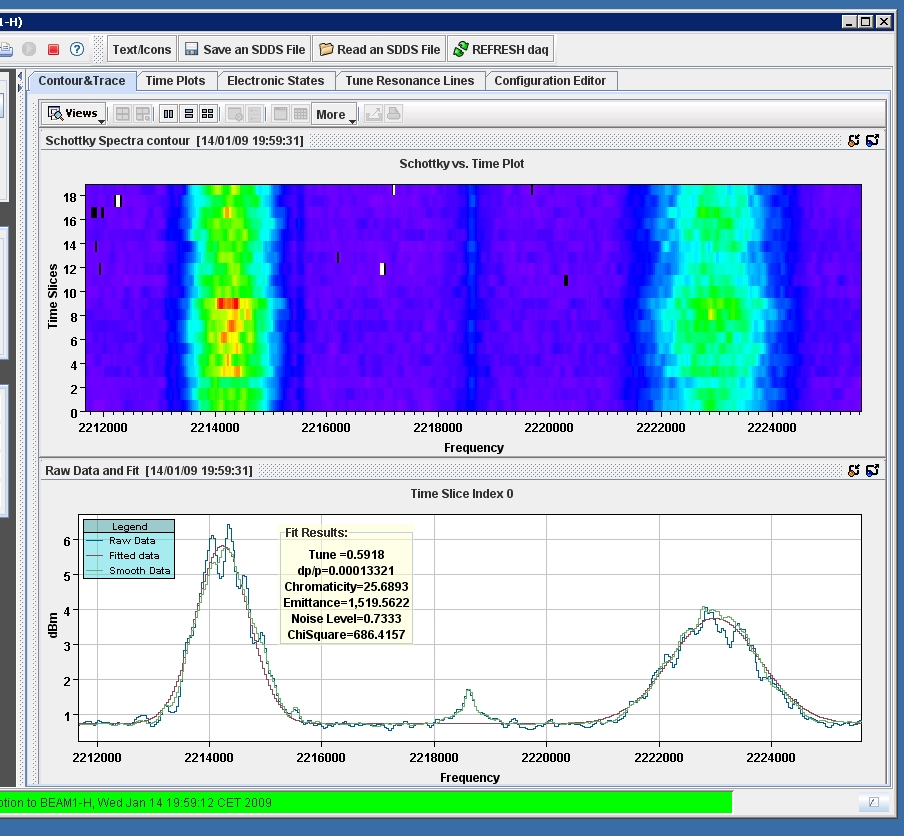 1-H)
Text/Icons Save an SDDS File Read an SDDS File REFRESH daq
Contour&Trace Time Plots Electronic States Tune Resonance Lines Configuration Editor
Views More
Schottky Spectra contour [14/01/09 19:59:31]
Schottky vs. Time Plot
18
16
14
12
10
8
6
4
2
0
Time Slices
2212000 2214000 2216000 2218000 2220000 2222000 2224000
Frequency
Raw Data and Fit [14/01/09 19:59:31]
Time Slice Index 0
Legend
Raw Data
Fitted data
Smooth Data
Fit Results:
Tune =0.5918
dp/p=0.00013321
Chromaticity=25.6893
Emittance=1,519.5622
Noise Level=0.7333
ChiSquare=686.4157
6
5
4
3
2
1
dBm
2212000 2214000 2216000 2218000 2220000 2222000 2224000
Frequency
ption to BEAM1-H, Wed Jan 14 19:59:12 CET 2009